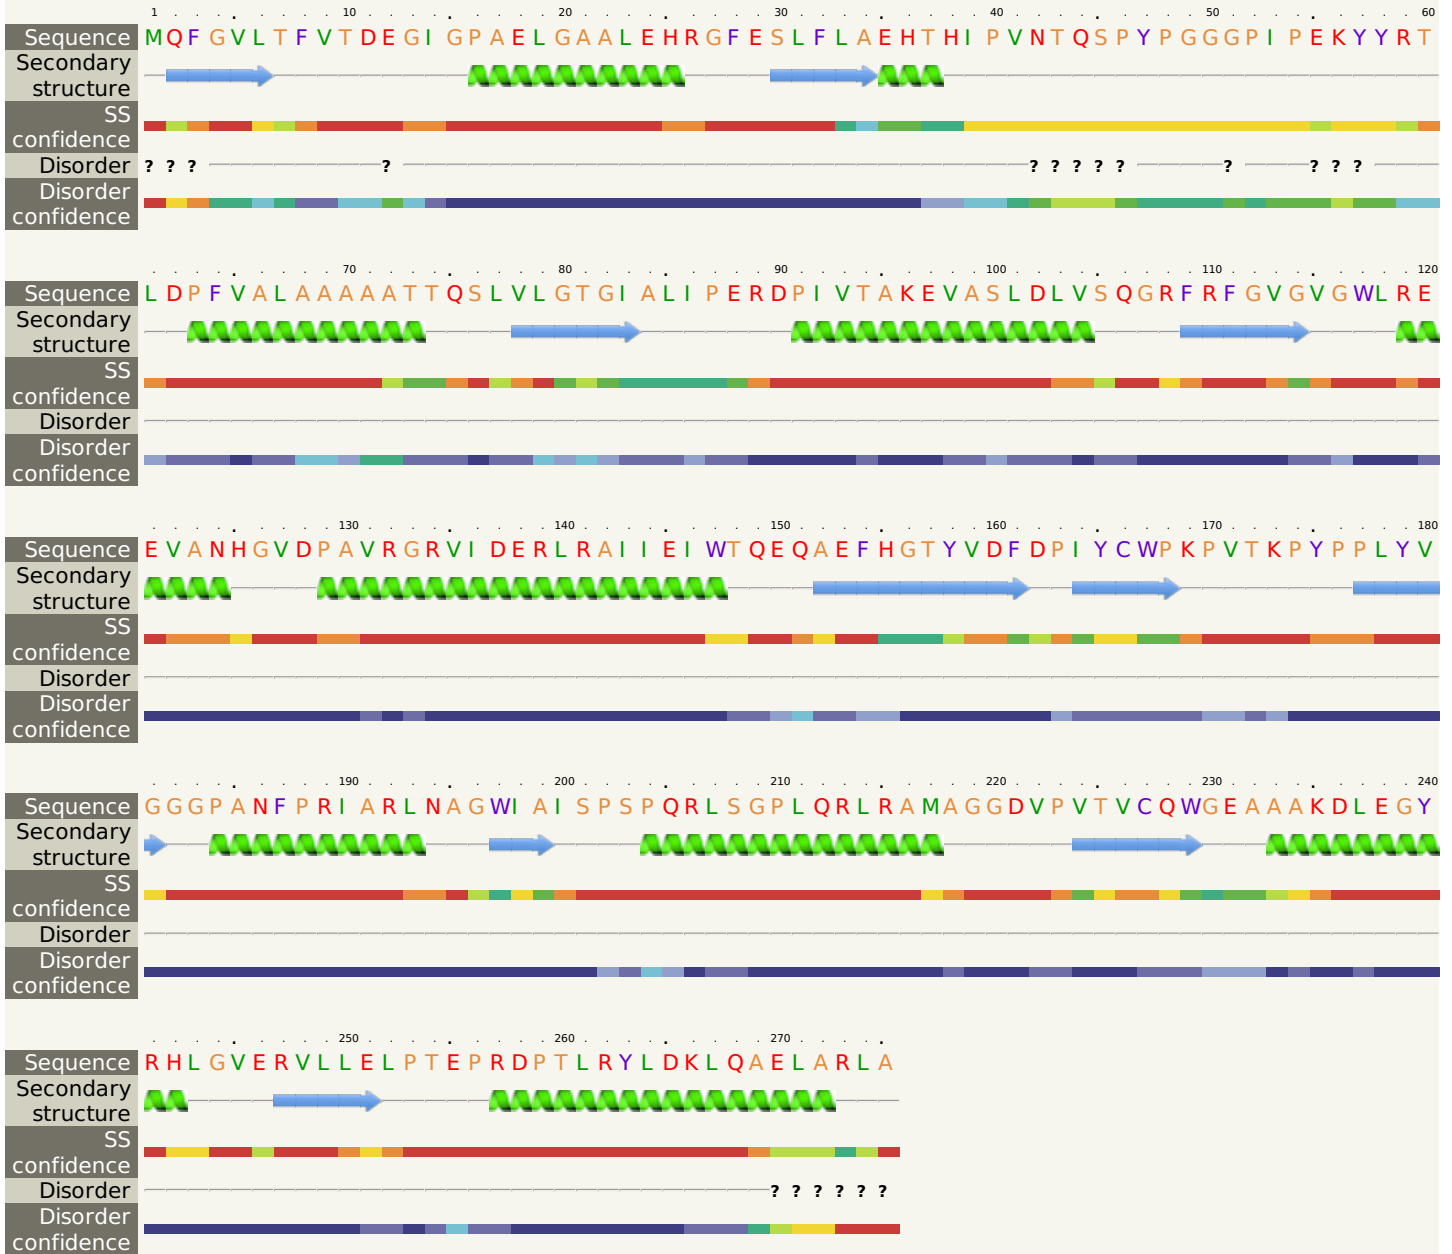 1 10 20 30 40 50 60
Sequence MQFGVLTFVTDEGIGPAELGAALEHRGFESLFLAEHTHIPVNTQSPYPGGGPIPEKYYRT
Secondary
structure
SS
confidence
Disorder ? ? ? ? ? ? ? ? ? ? ? ? ?
Disorder
confidence
70 80 90 100 110 120
Sequence LDPFVALAAAAATTQSLVLGTGIALIPERDPIVTAKEVASLDLVSQGRFRFGVGVGWLRE
Secondary
structure
SS
confidence
Disorder
Disorder
confidence
130 140 150 160 170 180
Sequence EVANHGVDPAVRGRVIDERLRAIIEIWTQEQAEFHGTYVDFDPIYCWPKPVTKPYPPLYV
Secondary
structure
SS
confidence
Disorder
Disorder
confidence
190 200 210 220 230 240
Sequence GGGPANFPRIARLNAGWIAISPSPQRLSGPLQRLRAMAGGDVPVTVCQWGEAAAKDLEGY
Secondary
structure
SS
confidence
Disorder
Disorder
confidence
250 260 270
Sequence RHLGVERVLLELPTEPRDPTLRYLDKLQAELARLA
Secondary
structure
SS
confidence
Disorder ? ? ? ? ? ?
Disorder
confidence